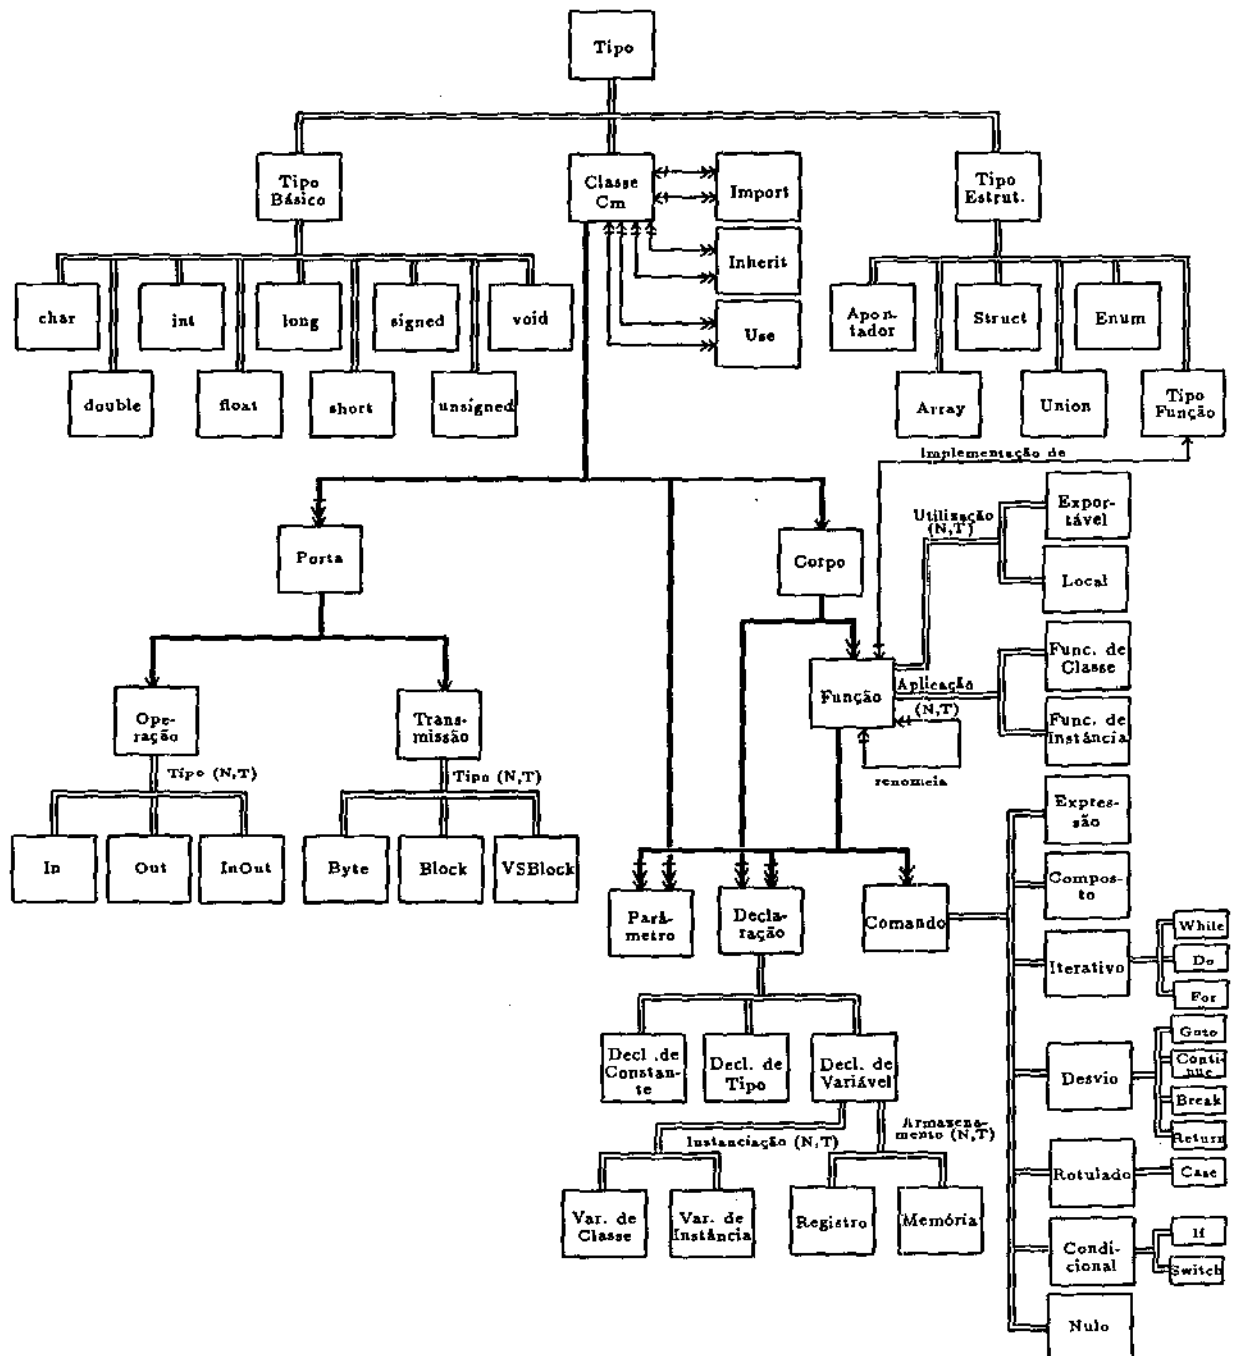 Tipo
Tipo
Básico
Classe
Cm
Import
Tipo
Estrut.
Inherit
Use
char
int
long
signed
void
double
float
short
unsigned
Apon-
tador
Struct
Enum
Array
Union
Tipo
Função
Implementação de
Porta
Corpo
Utilização
(N,T)
Expor-
tável
Local
Função
Aplicação
(N,T)
renomeia
Func. de
Classe
Func. de
Instância
Ope-
ração
Trans-
missão
Tipo (N,T)
Tipo (N,T)
In
Out
InOut
Byte
Block
VSBlock
Parâ-
metro
Decla-
ração
Comando
Expres-
são
Compos-
to
Iterativo
While
Do
For
Desvio
Goto
Conti-
nue
Break
Return
Rotulado
Case
Condi-
cional
If
Switch
Nulo
Decl. de
Constan-
te
Decl. de
Tipo
Decl. de
Variável
Instanciação (N,T)
Armazena-
mento (N,T)
Var. de
Classe
Var. de
Instância
Registro
Memória